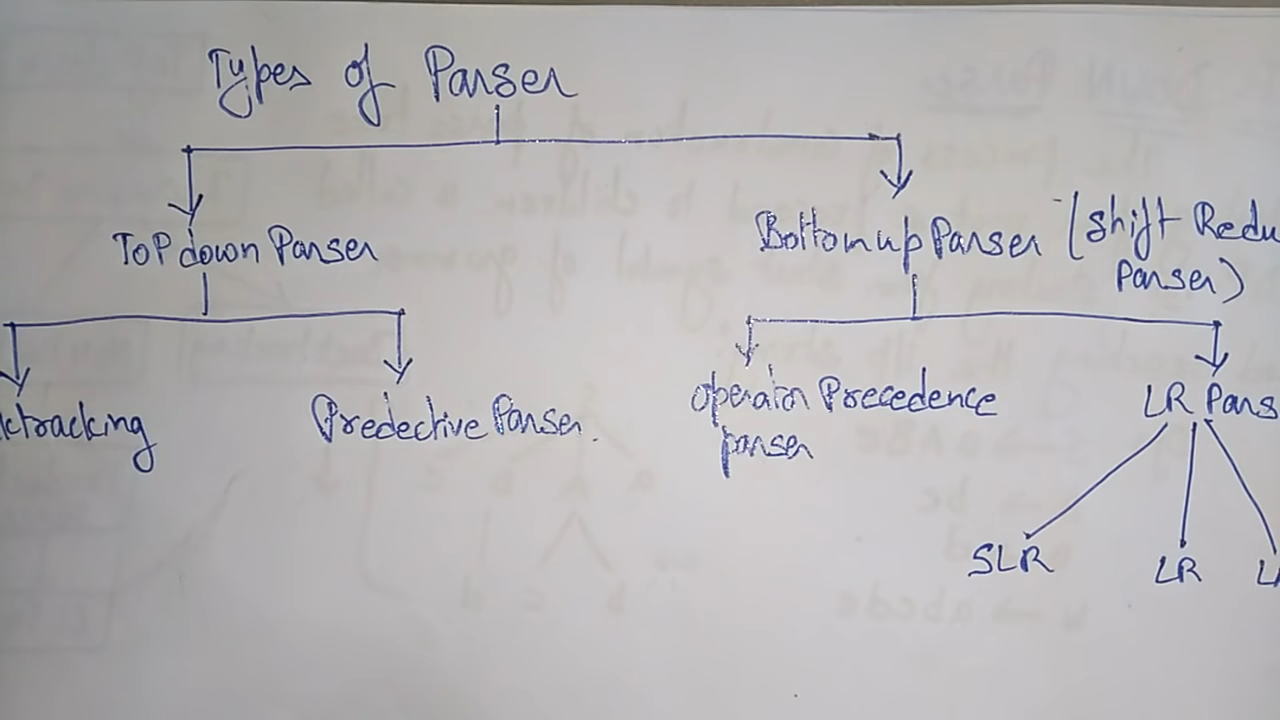 Types of Parser
Top down Parser
Bottom up Parser (Shift Redu
Parser)
cktracking
Predective Parser.
operator Precedence
parser
LR Pars
SLR
LR
L